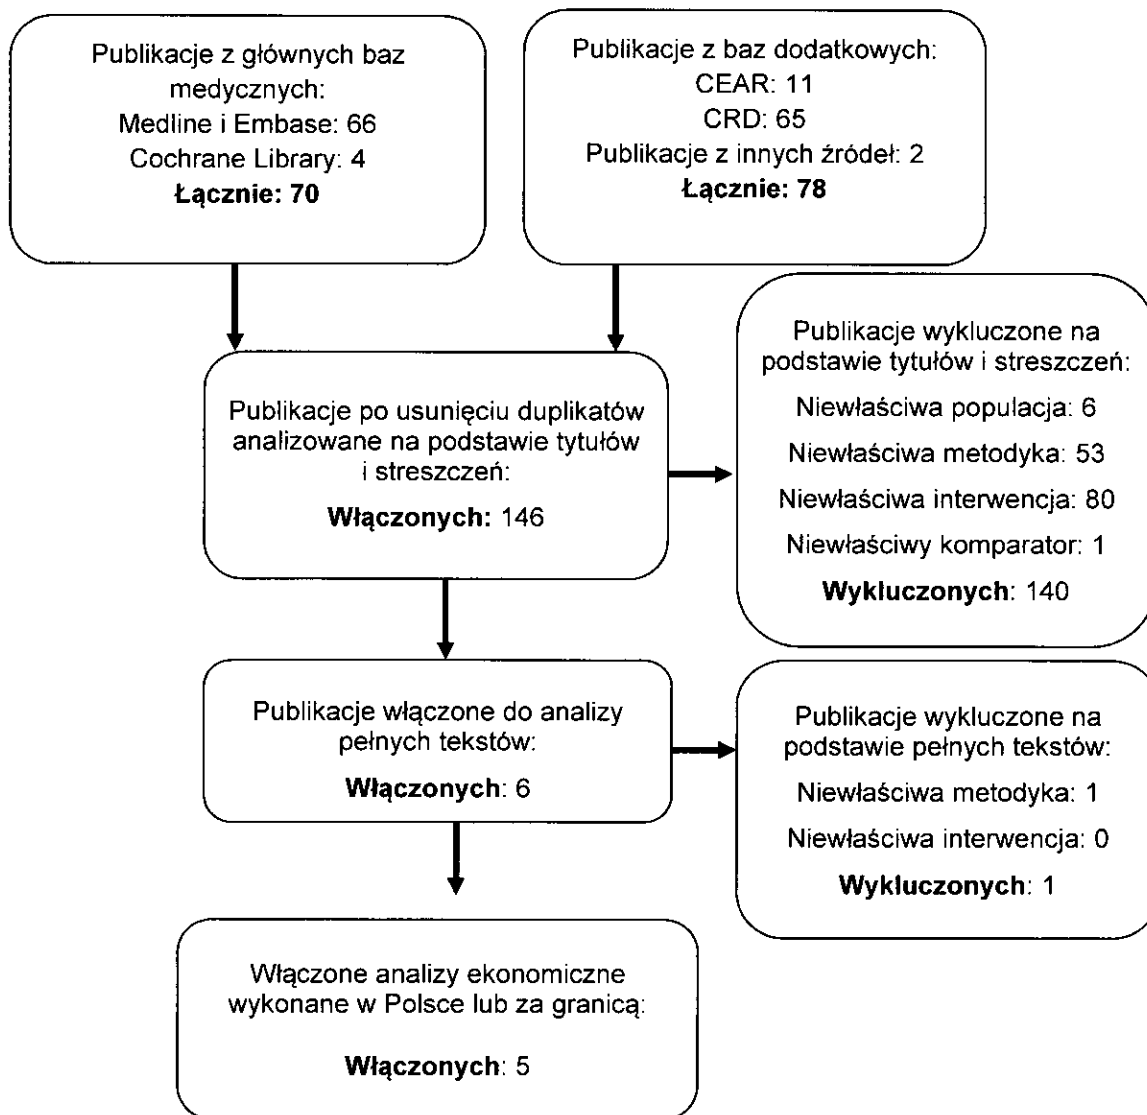 Publikacje z głównych baz
medycznych:
Medline i Embase: 66
Cochrane Library: 4
Łącznie: 70
Publikacje z baz dodatkowych:
CEAR: 11
CRD: 65
Publikacje z innych źródeł: 2
Łącznie: 78
Publikacje po usunięciu duplikatów
analizowane na podstawie tytułów
i streszczeń:
Włączonych: 146
Publikacje wykluczone na
podstawie tytułów i streszczeń:
Niewłaściwa populacja: 6
Niewłaściwa metodyka: 53
Niewłaściwa interwencja: 80
Niewłaściwy komparator: 1
Wykluczonych: 140
Publikacje włączone do analizy
pełnych tekstów:
Włączonych: 6
Publikacje wykluczone na
podstawie pełnych tekstów:
Niewłaściwa metodyka: 1
Niewłaściwa interwencja: 0
Wykluczonych: 1
Włączone analizy ekonomiczne
wykonane w Polsce lub za granicą:
Włączonych: 5